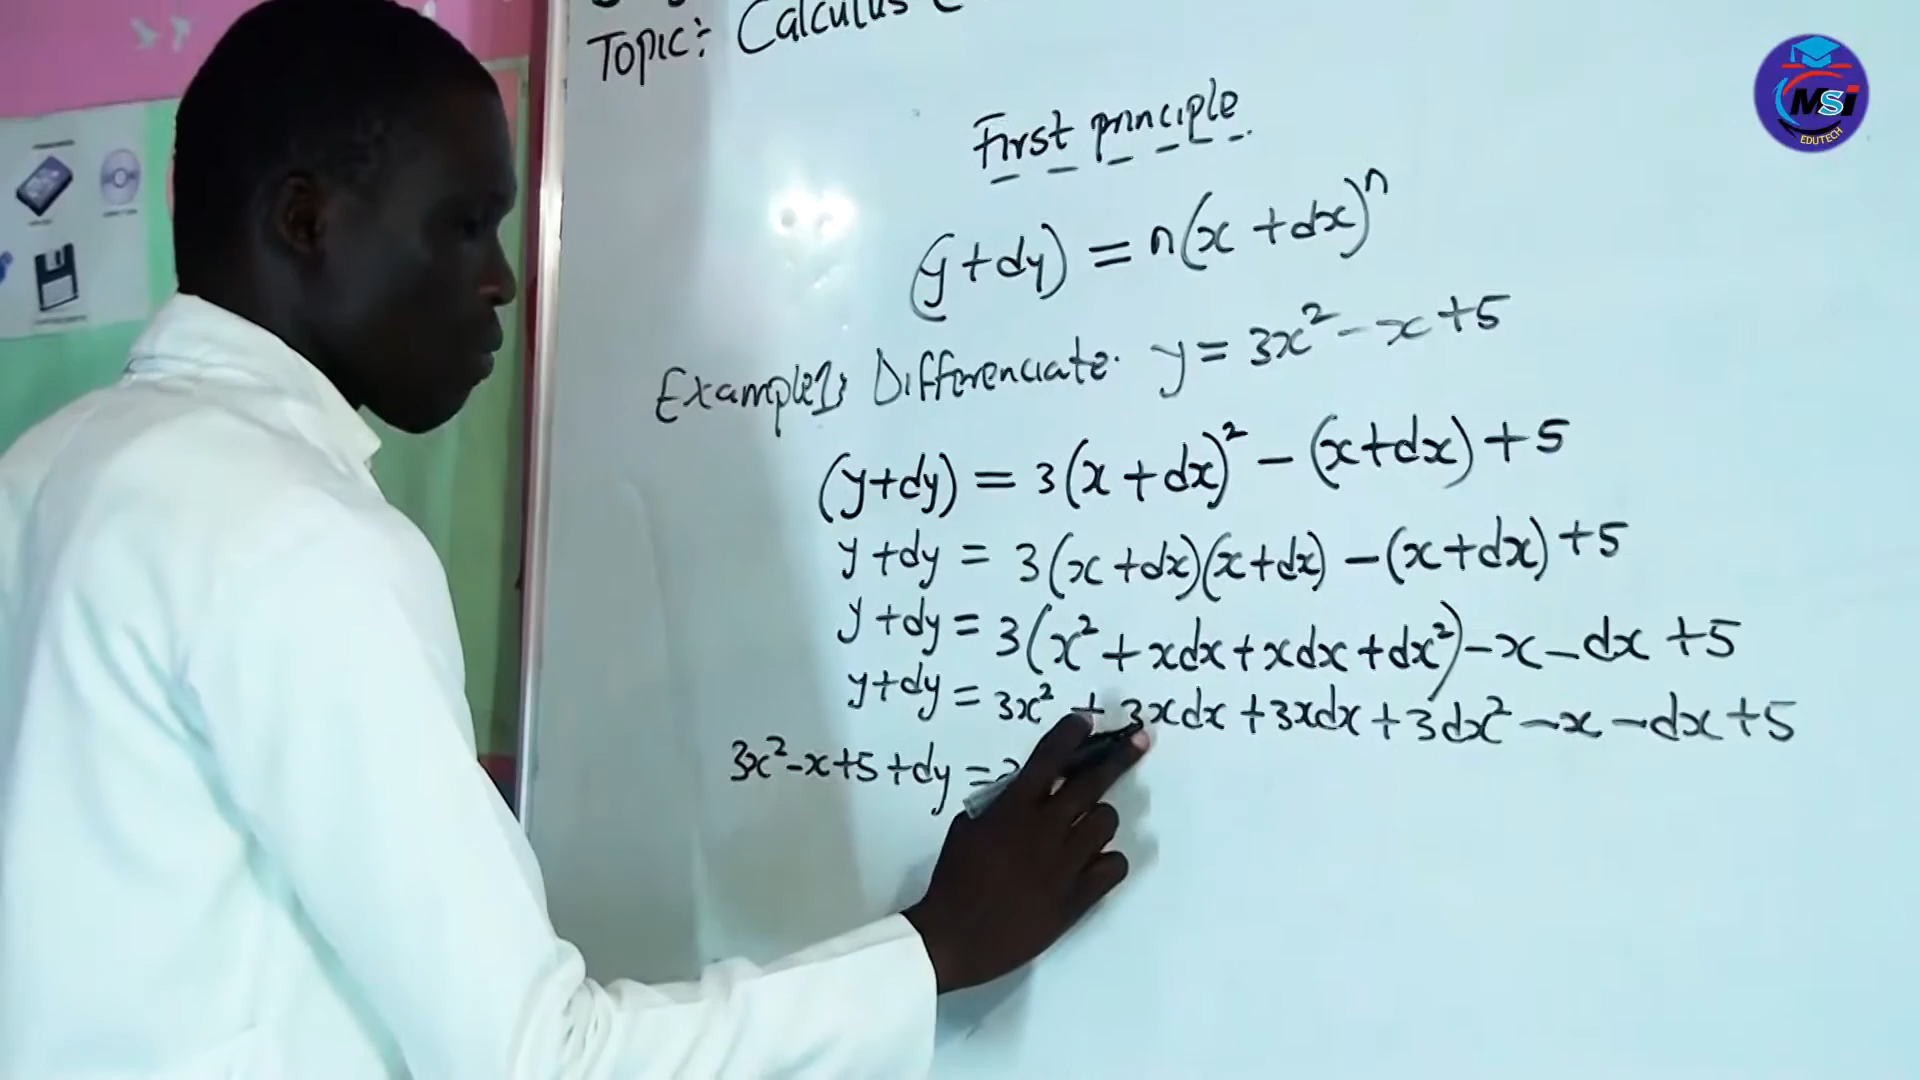 Topic: Calculus
MSI
EDUTECH
First principle
(y+dy) = n(x+dx)ⁿ
Example 1: Differenciate: y = 3x² - x + 5
(y+dy) = 3(x+dx)² - (x+dx) + 5
y+dy = 3(x+dx)(x+dx) - (x+dx) + 5
y+dy = 3(x² + xdx + xdx + dx²) - x - dx + 5
y+dy = 3x² + 3xdx + 3xdx + 3dx² - x - dx + 5
3x² - x + 5 + dy =